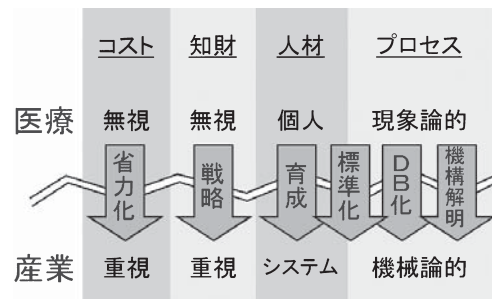 コスト 知財 人材 プロセス
医療 無視 無視 個人 現象論的
省力化 戦略 育成 標準化 DB化 機構解明
産業 重視 重視 システム 機械論的